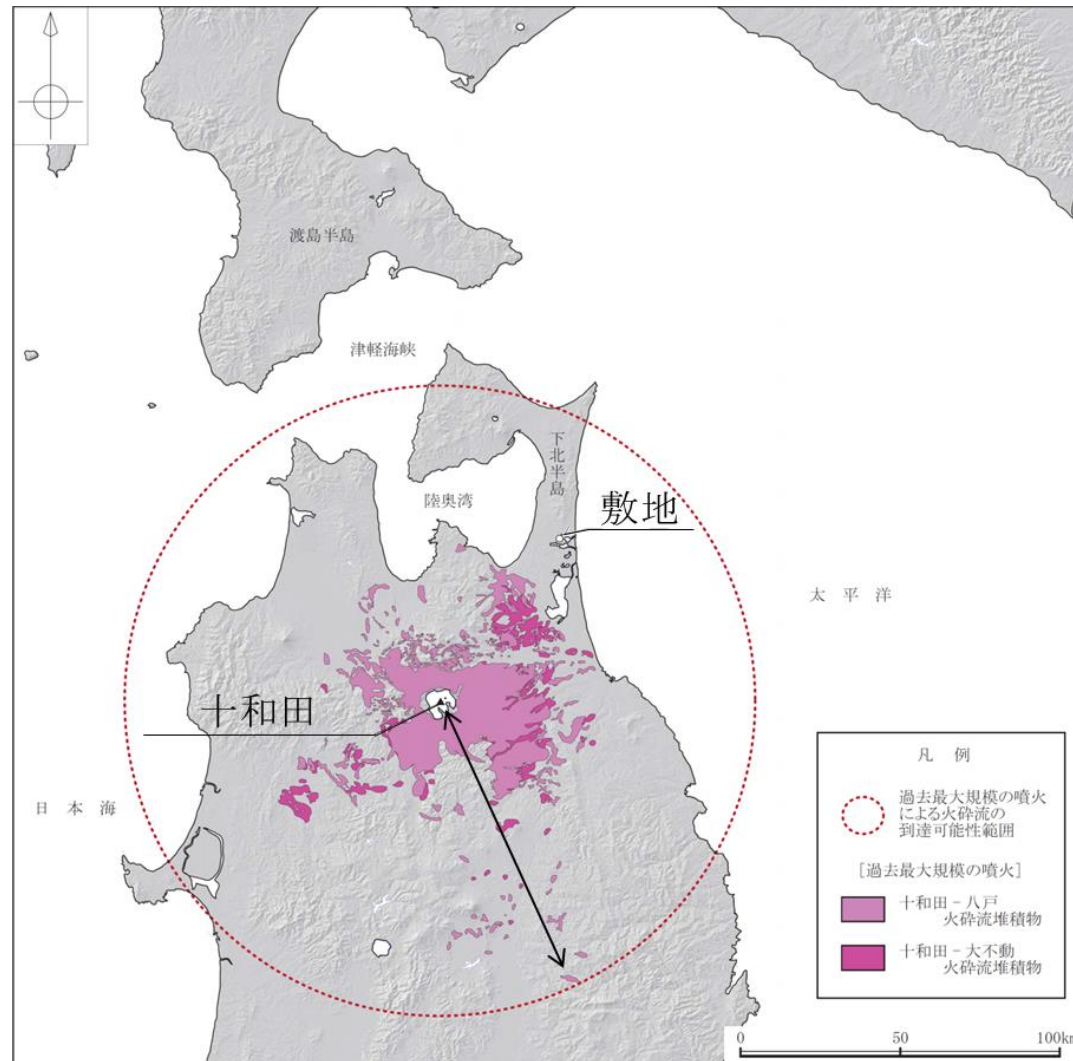 渡島半島
津軽海峡
下北半島
陸奥湾
敷地
太平洋
十和田
日本海
凡 例
過去最大規模の噴火
による火砕流の
到達可能性範囲
[過去最大規模の噴火]
十和田－八戸
火砕流堆積物
十和田－大不動
火砕流堆積物
0 50 100km